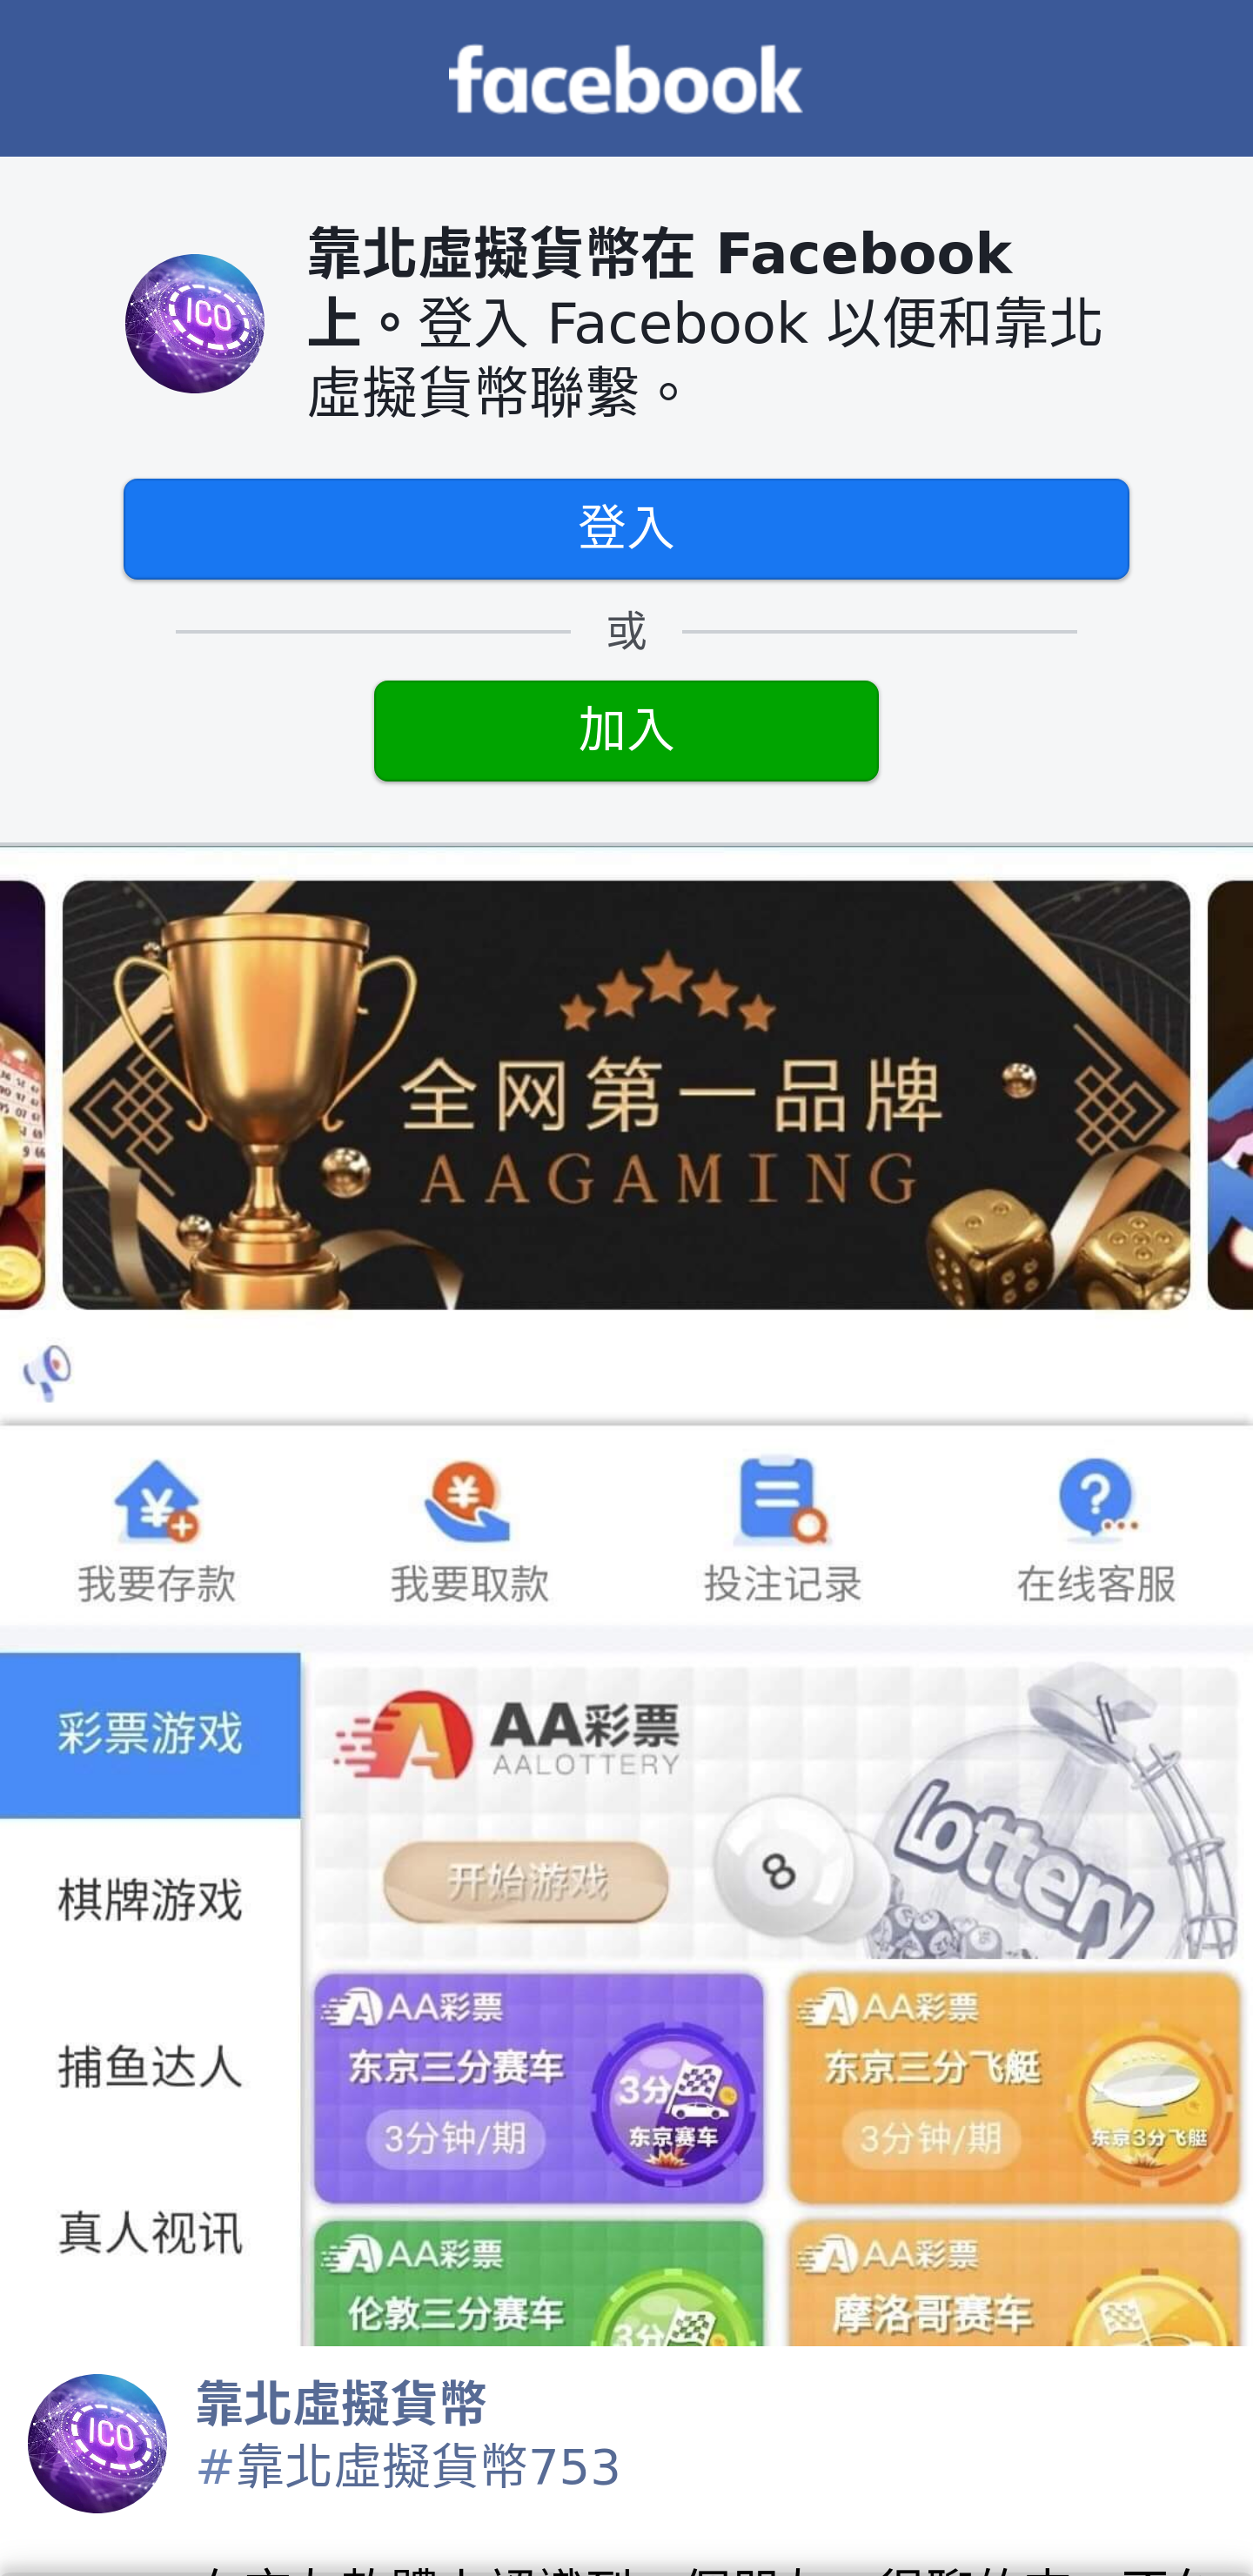 facebook
ICO
靠北虛擬貨幣在 Facebook
上。登入 Facebook 以便和靠北
虛擬貨幣聯繫。
登入
或
加入
全网第一品牌
AAGAMING
我要存款 我要取款 投注记录 在线客服
彩票游戏
棋牌游戏
捕鱼达人
真人视讯
AA彩票
AALOTTERY
开始游戏
8
lottery
AA彩票
东京三分赛车
3分钟/期
3分
东京赛车
AA彩票
东京三分飞艇
3分钟/期
东京3分飞艇
AA彩票
伦敦三分赛车
3分
AA彩票
摩洛哥赛车
ICO
靠北虛擬貨幣
#靠北虛擬貨幣753